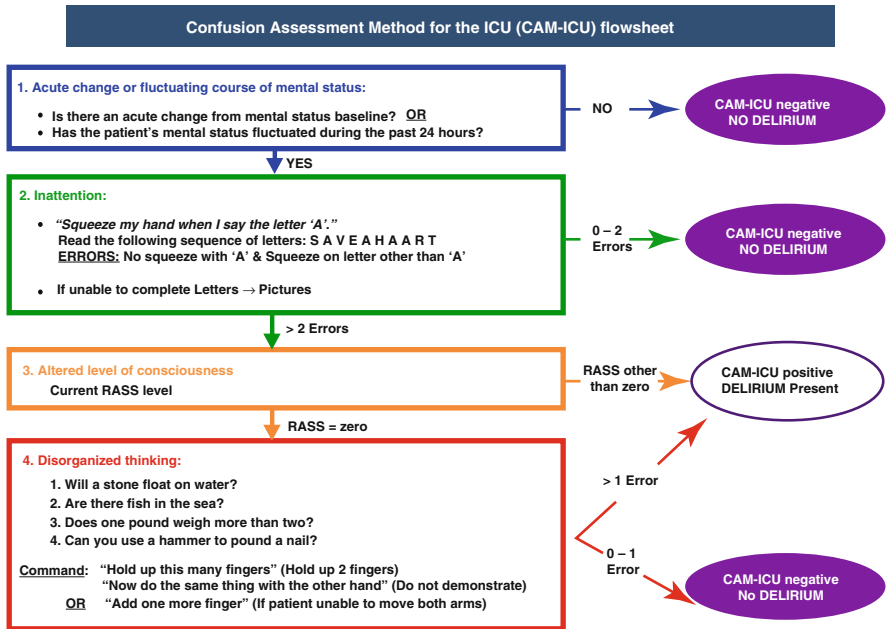 Confusion Assessment Method for the ICU (CAM-ICU) flowsheet
1. Acute change or fluctuating course of mental status:
• Is there an acute change from mental status baseline? OR
• Has the patient’s mental status fluctuated during the past 24 hours?
NO
CAM-ICU negative
NO DELIRIUM
YES
2. Inattention:
• “Squeeze my hand when I say the letter ‘A’.”
Read the following sequence of letters: S A V E A H A A R T
ERRORS: No squeeze with ‘A’ & Squeeze on letter other than ‘A’
• If unable to complete Letters → Pictures
0 – 2
Errors
CAM-ICU negative
NO DELIRIUM
> 2 Errors
3. Altered level of consciousness
Current RASS level
RASS other
than zero
CAM-ICU positive
DELIRIUM Present
RASS = zero
4. Disorganized thinking:
1. Will a stone float on water?
2. Are there fish in the sea?
3. Does one pound weigh more than two?
4. Can you use a hammer to pound a nail?
Command: “Hold up this many fingers” (Hold up 2 fingers)
“Now do the same thing with the other hand” (Do not demonstrate)
OR “Add one more finger” (If patient unable to move both arms)
> 1 Error
0 – 1
Error
CAM-ICU negative
No DELIRIUM